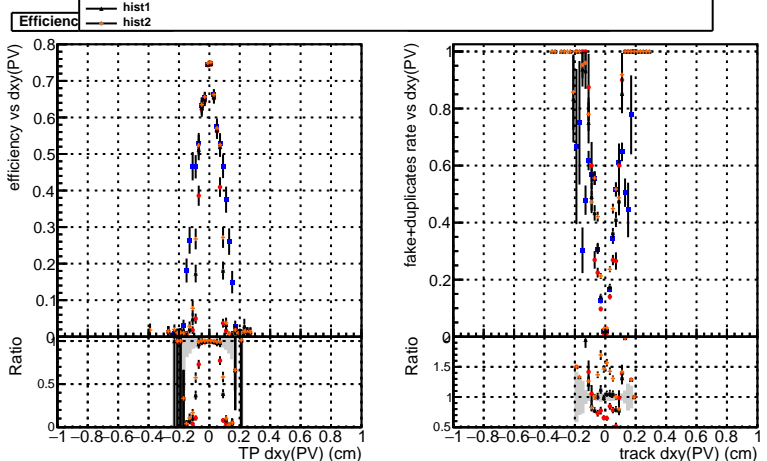 hist1
Efficienc
hist2
efficiency vs dxy(PV)
0.8
0.7
0.6
0.5
0.4
0.3
0.2
0.1
0
Ratio
1
0.5
0
−1 −0.8 −0.6 −0.4 −0.2 0 0.2 0.4 0.6 0.8 1
TP dxy(PV) (cm)
fake+duplicates rate vs dxy(PV)
1
0.8
0.6
0.4
0.2
0
Ratio
2
1.5
1
0.5
−1 −0.8 −0.6 −0.4 −0.2 0 0.2 0.4 0.6 0.8 1
track dxy(PV) (cm)